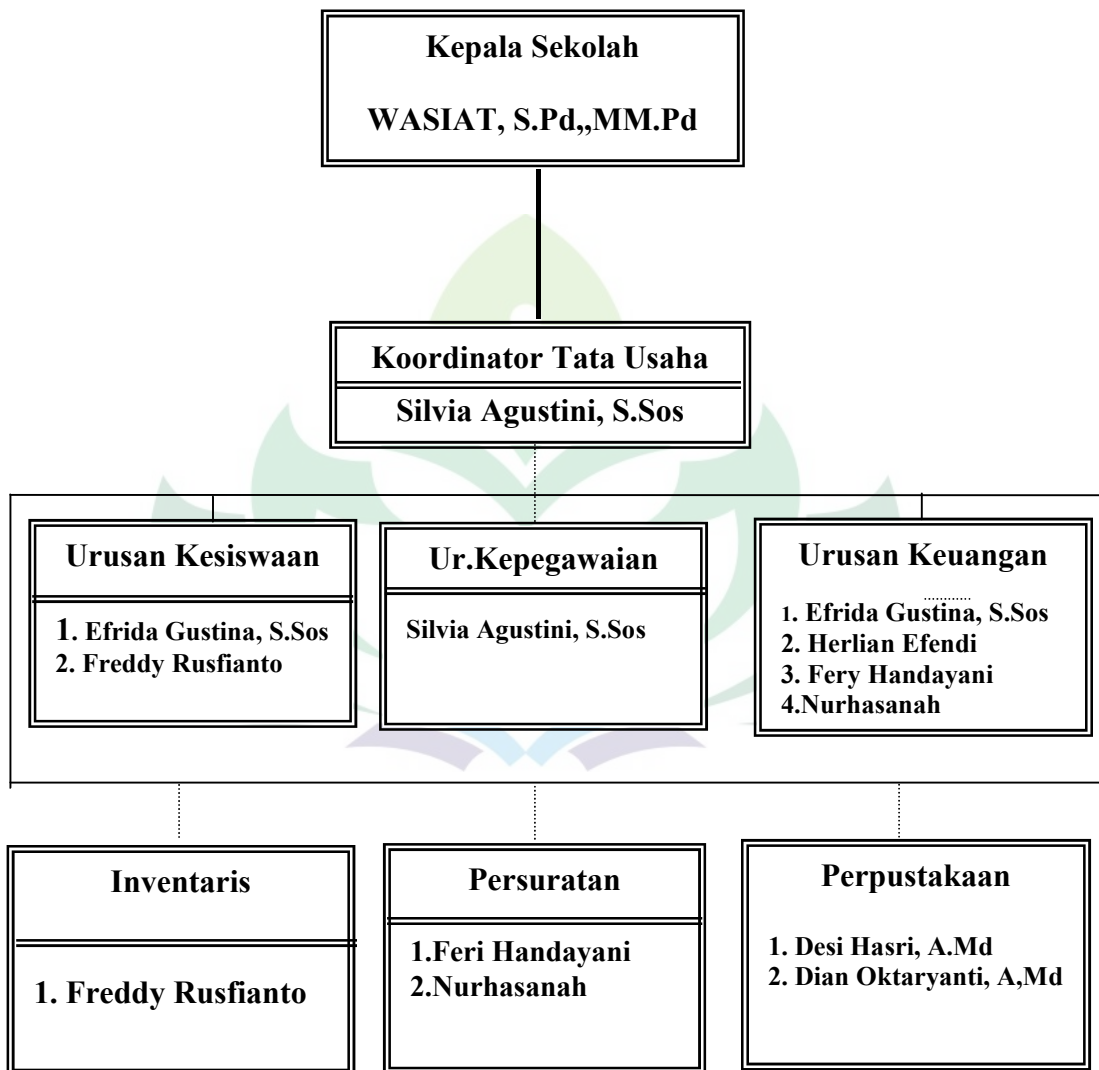 Kepala Sekolah
WASIAT, S.Pd,,MM.Pd
Koordinator Tata Usaha
Silvia Agustini, S.Sos
Urusan Kesiswaan
1. Efrida Gustina, S.Sos
2. Freddy Rusfianto
Ur.Kepegawaian
Silvia Agustini, S.Sos
Urusan Keuangan
1. Efrida Gustina, S.Sos
2. Herlian Efendi
3. Fery Handayani
4.Nurhasanah
Inventaris
1. Freddy Rusfianto
Persuratan
1.Feri Handayani
2.Nurhasanah
Perpustakaan
1. Desi Hasri, A.Md
2. Dian Oktaryanti, A,Md